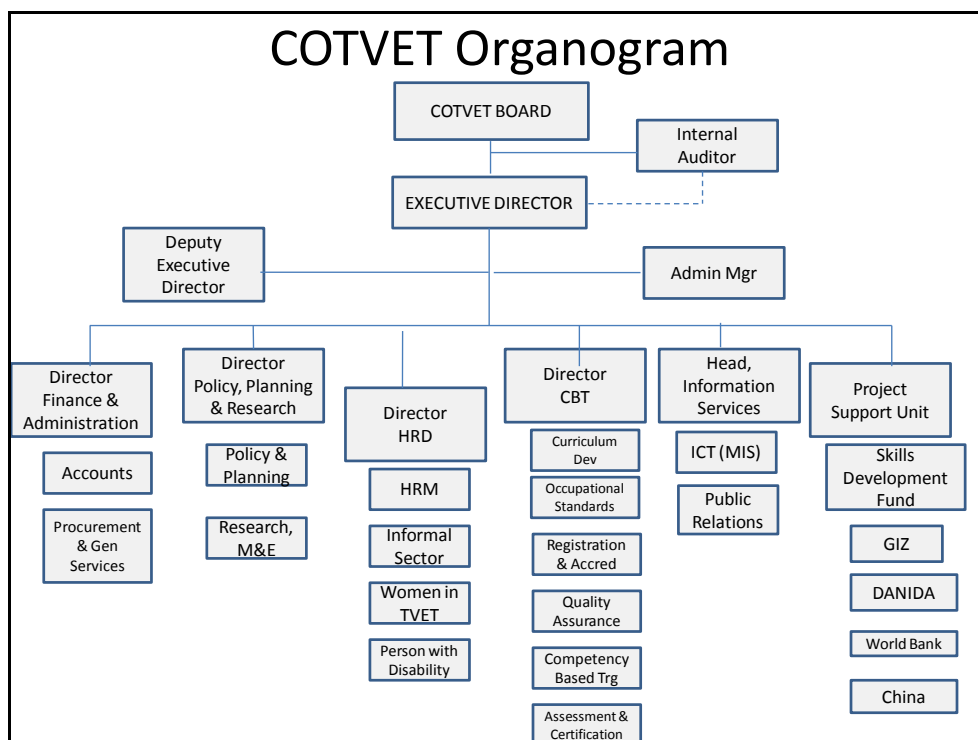 COTVET Organogram
COTVET BOARD
Internal
Auditor
EXECUTIVE DIRECTOR
Deputy
Executive
Director
Admin Mgr
Director
Finance &
Administration
Accounts
Procurement
& Gen
Services
Director
Policy, Planning
& Research
Policy &
Planning
Research,
M&E
Director
HRD
HRM
Informal
Sector
Women in
TVET
Person with
Disability
Director
CBT
Curriculum
Dev
Occupational
Standards
Registration
& Accred
Quality
Assurance
Competency
Based Trg
Assessment &
Certification
Head,
Information
Services
ICT (MIS)
Public
Relations
Project
Support Unit
Skills
Development
Fund
GIZ
DANIDA
World Bank
China